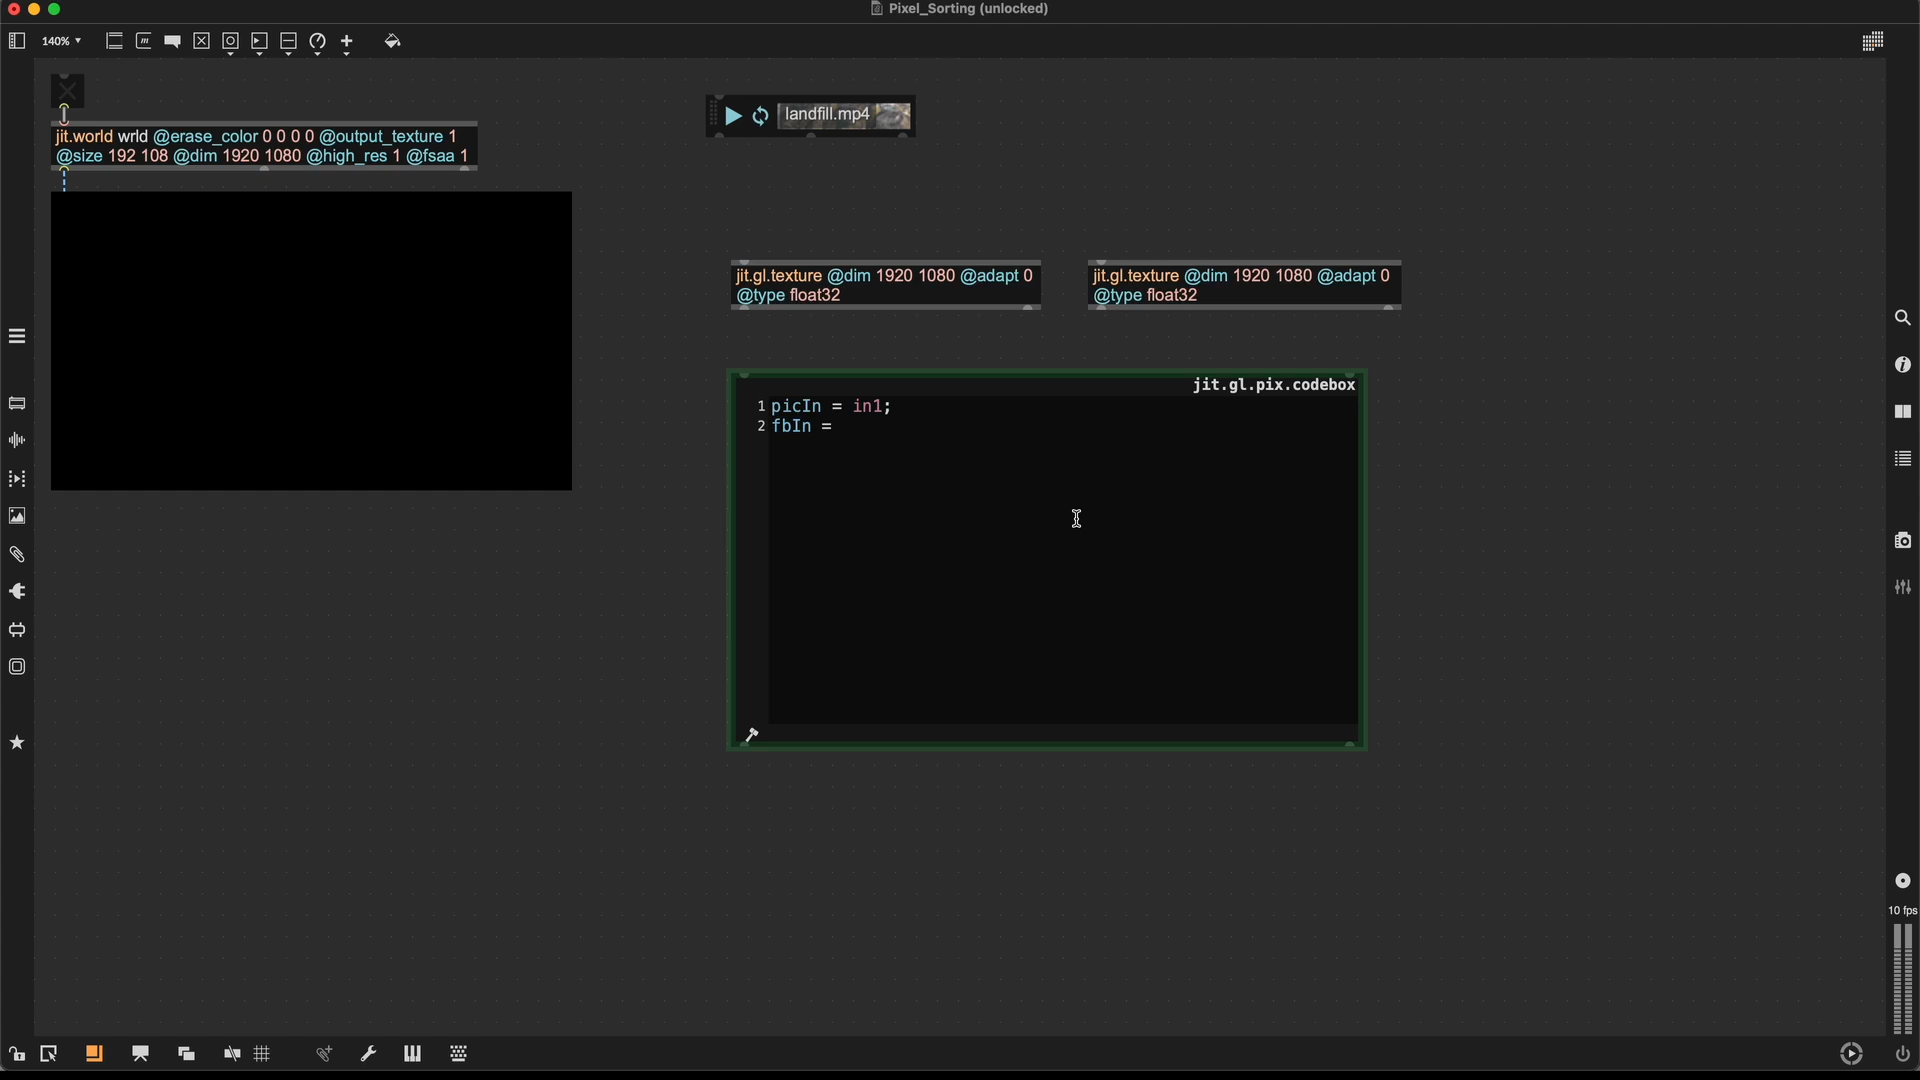 Pixel_Sorting (unlocked)
140%
jit.world wrld @erase_color 0 0 0 0 @output_texture 1
@size 192 108 @dim 1920 1080 @high_res 1 @fsaa 1
landfill.mp4
jit.gl.texture @dim 1920 1080 @adapt 0
@type float32
jit.gl.texture @dim 1920 1080 @adapt 0
@type float32
jit.gl.pix.codebox
1 picIn = in1;
2 fbIn =
10 fps